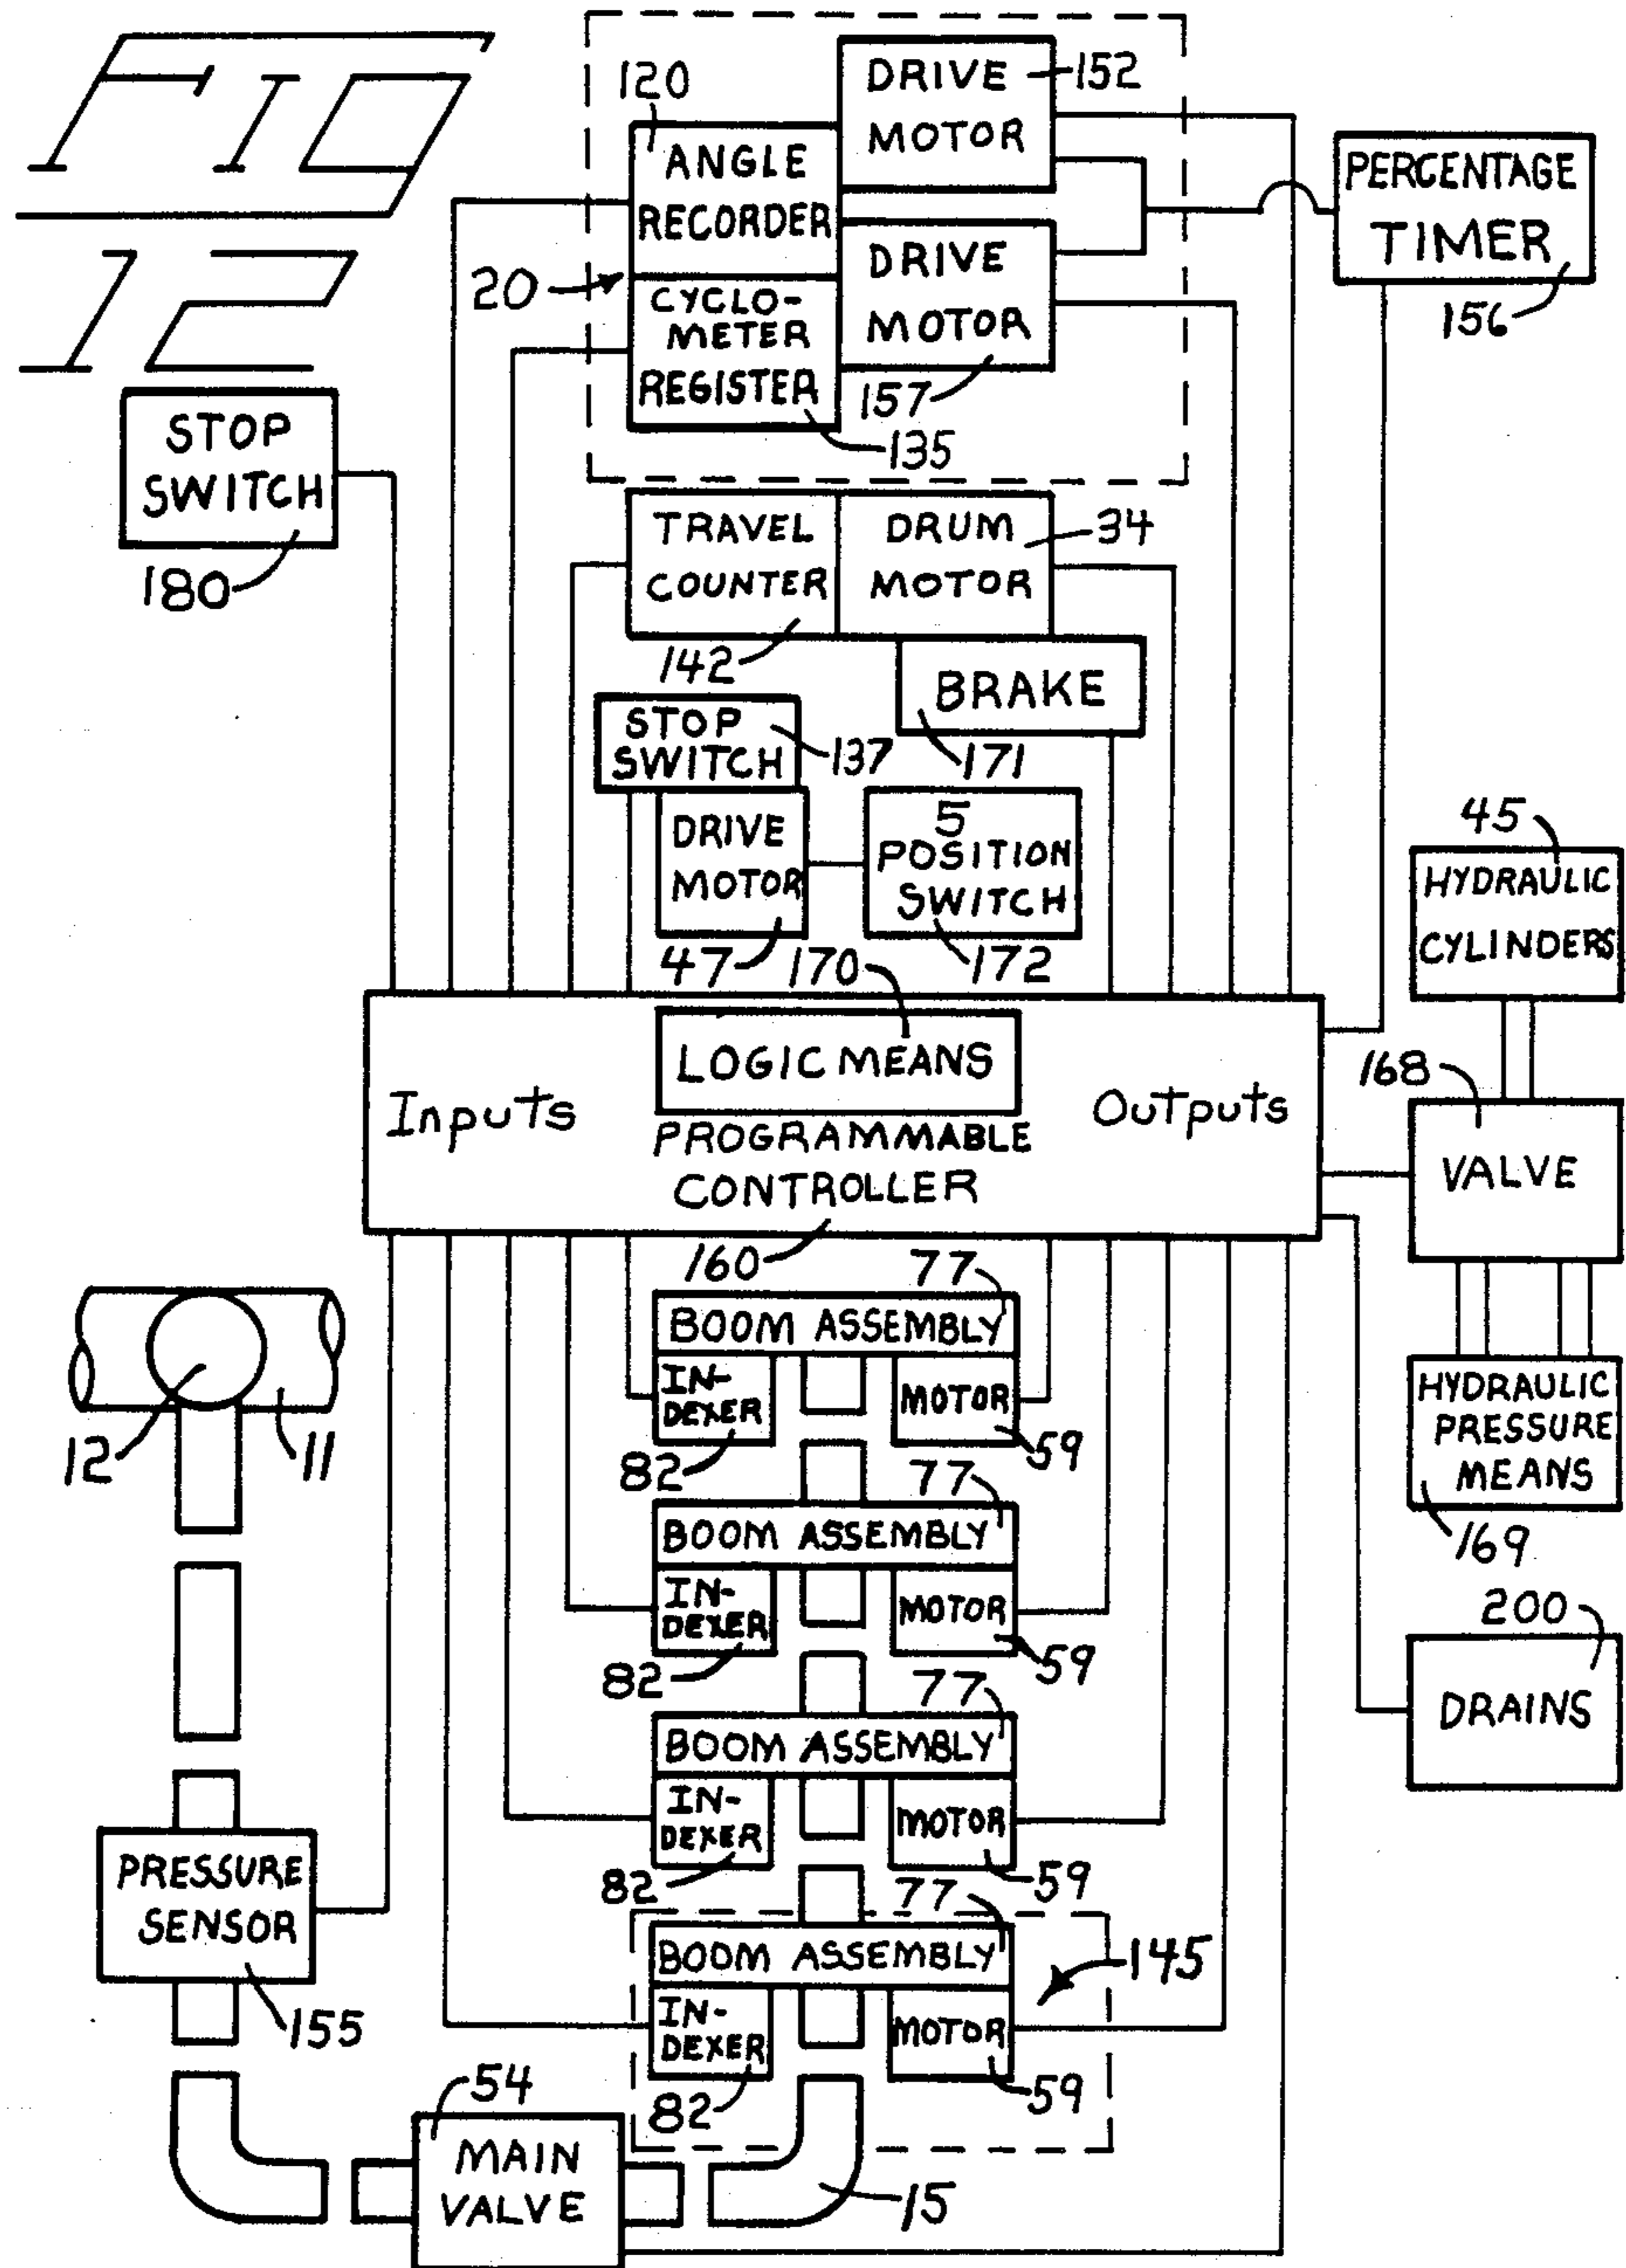 FIG
12
120
ANGLE
RECORDER
DRIVE
MOTOR
152
PERCENTAGE
TIMER
156
20
CYCLO-
METER
REGISTER
135
DRIVE
MOTOR
157
STOP
SWITCH
180
TRAVEL
COUNTER
142
DRUM
MOTOR
34
BRAKE
171
STOP
SWITCH
137
DRIVE
MOTOR
47
5
POSITION
SWITCH
172
45
HYDRAULIC
CYLINDERS
170
LOGIC MEANS
Inputs
Outputs
PROGRAMMABLE
CONTROLLER
160
168
VALVE
HYDRAULIC
PRESSURE
MEANS
169
200
DRAINS
12
11
77
BOOM ASSEMBLY
IN-
DEXER
82
MOTOR
59
77
BOOM ASSEMBLY
IN-
DEXER
82
MOTOR
59
77
BOOM ASSEMBLY
IN-
DEXER
82
MOTOR
59
77
BOOM ASSEMBLY
IN-
DEXER
82
MOTOR
59
145
PRESSURE
SENSOR
155
54
MAIN
VALVE
15